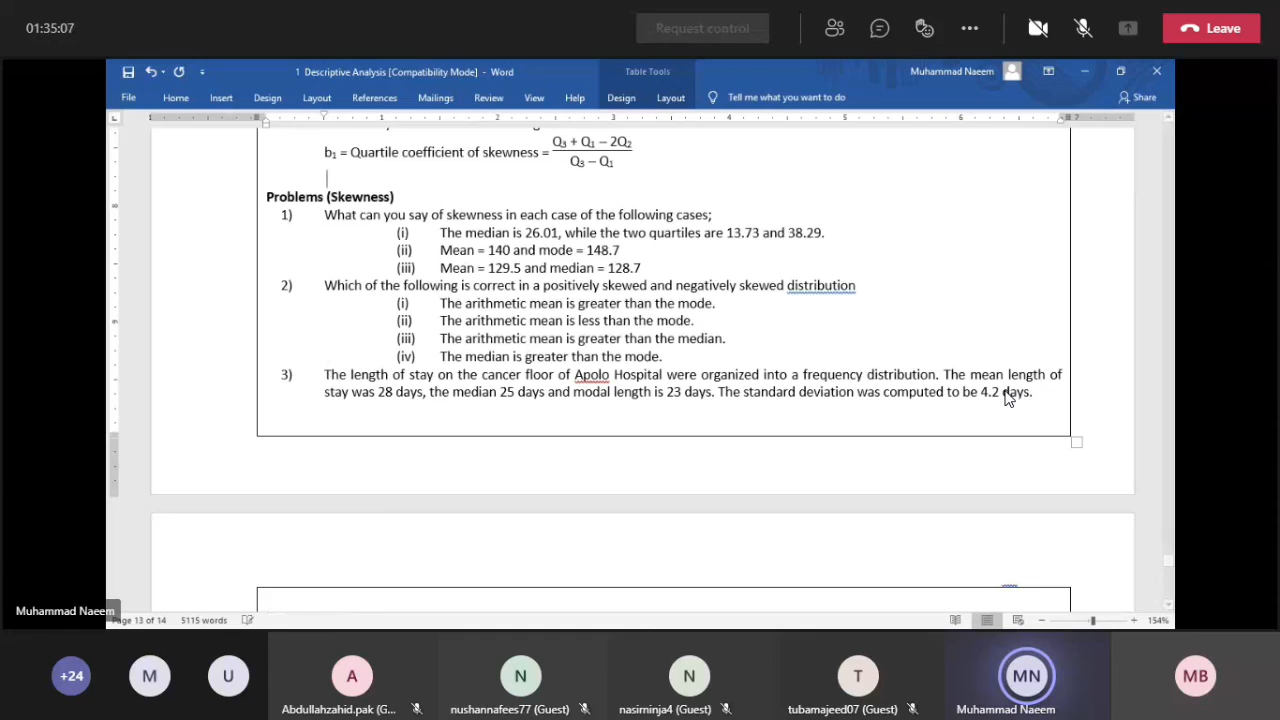 01:35:07
Request control
Leave
1 Descriptive Analysis [Compatibility Mode] - Word
Table Tools
Muhammad Naeem
File Home Insert Design Layout References Mailings Review View Help Design Layout Tell me what you want to do Share
b₁ = Quartile coefficient of skewness = Q₃ + Q₁ – 2Q₂
Q₃ – Q₁
Problems (Skewness)
1) What can you say of skewness in each case of the following cases;
(i) The median is 26.01, while the two quartiles are 13.73 and 38.29.
(ii) Mean = 140 and mode = 148.7
(iii) Mean = 129.5 and median = 128.7
2) Which of the following is correct in a positively skewed and negatively skewed distribution
(i) The arithmetic mean is greater than the mode.
(ii) The arithmetic mean is less than the mode.
(iii) The arithmetic mean is greater than the median.
(iv) The median is greater than the mode.
3) The length of stay on the cancer floor of Apolo Hospital were organized into a frequency distribution. The mean length of
stay was 28 days, the median 25 days and modal length is 23 days. The standard deviation was computed to be 4.2 days.
Muhammad Naeem
Page 13 of 14 5115 words
154%
+24 M U A N N T MN MB
Abdullahzahid.pak (G... nushannafees77 (Guest) nasirninja4 (Guest) tubamajeed07 (Guest) Muhammad Naeem